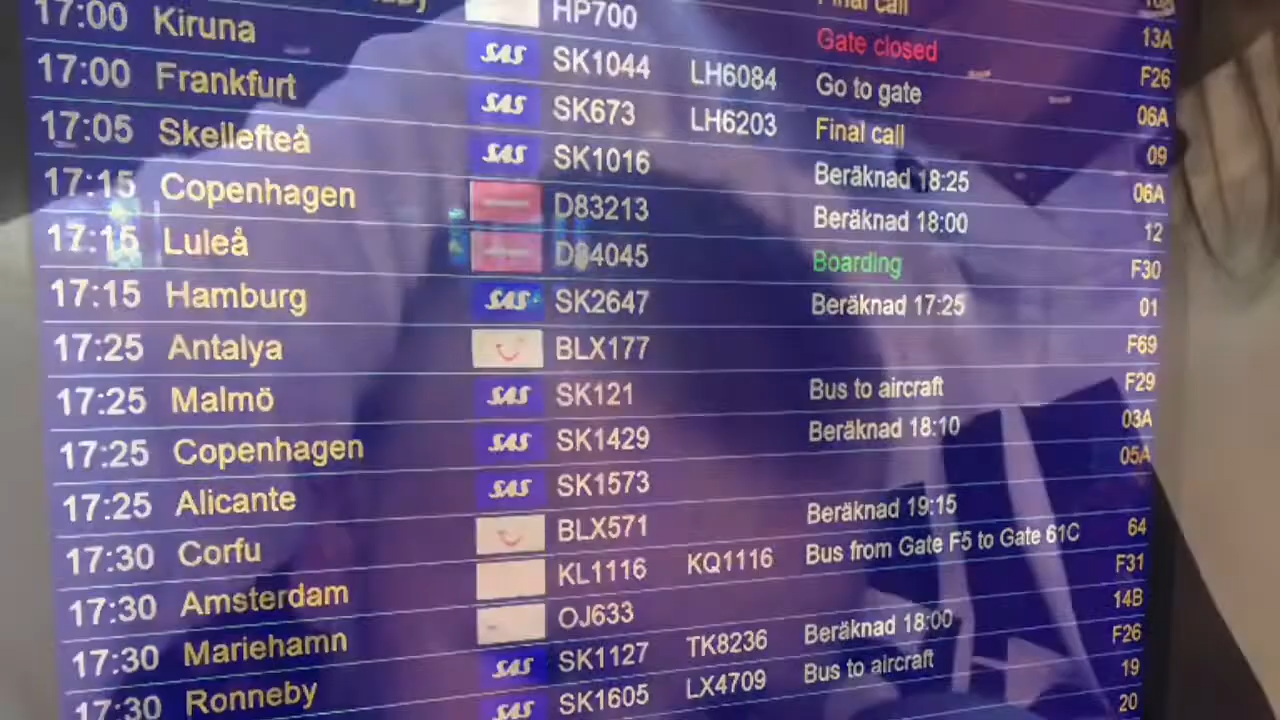 Final call 13A
17:00 Kiruna HP700 Gate closed F26
17:00 Frankfurt SAS SK1044 LH6084 Go to gate 06A
17:05 Skellefteå SAS SK673 LH6203 Final call 09
17:15 Copenhagen SAS SK1016 Beräknad 18:25 06A
17:15 Luleå D83213 Beräknad 18:00 12
17:15 Hamburg D84045 Boarding F30
17:25 Antalya SAS SK2647 Beräknad 17:25 01
17:25 Malmö BLX177 F69
17:25 Copenhagen SAS SK121 Bus to aircraft F29
17:25 Alicante SAS SK1429 Beräknad 18:10 03A
17:30 Corfu SAS SK1573 05A
17:30 Amsterdam BLX571 Beräknad 19:15
17:30 Mariehamn KL1116 KQ1116 Bus from Gate F5 to Gate 61C 64
17:30 Ronneby OJ633 F31
SAS SK1127 TK8236 Beräknad 18:00 14B
SAS SK1605 LX4709 Bus to aircraft F26
19
20